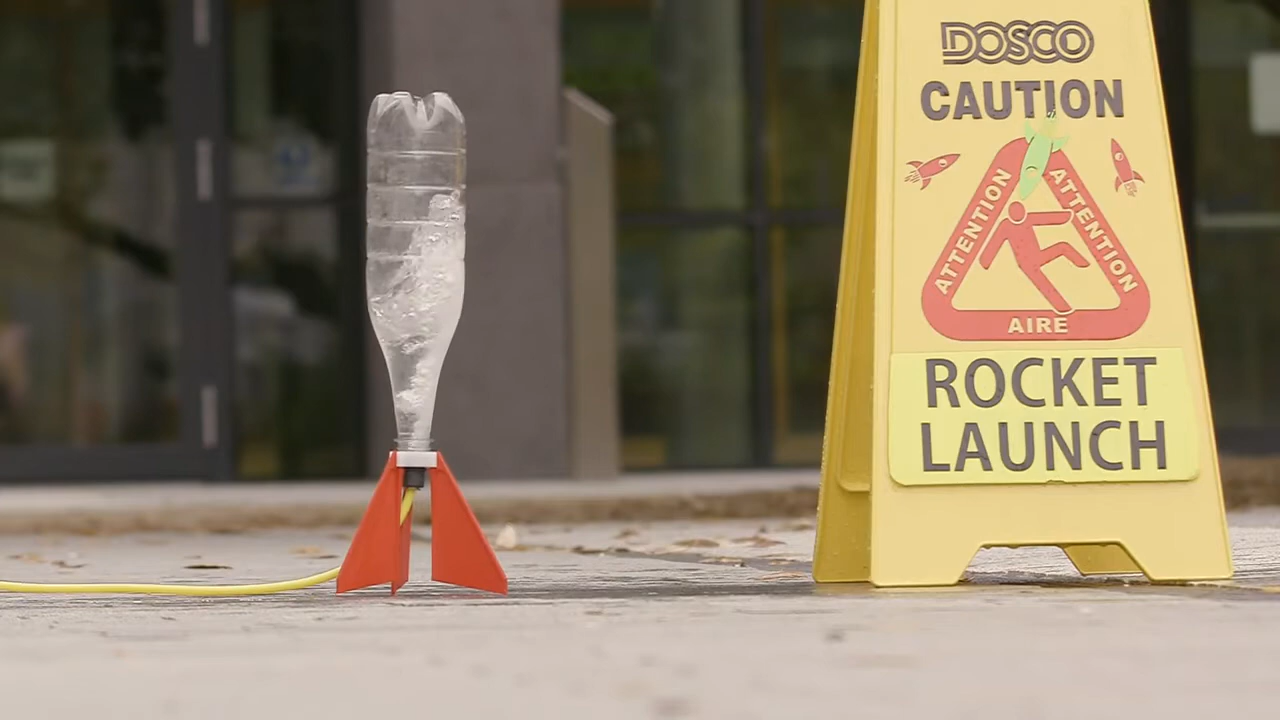 DOSCO
CAUTION
ATTENTION
ATTENTION
AIRE
ROCKET
LAUNCH